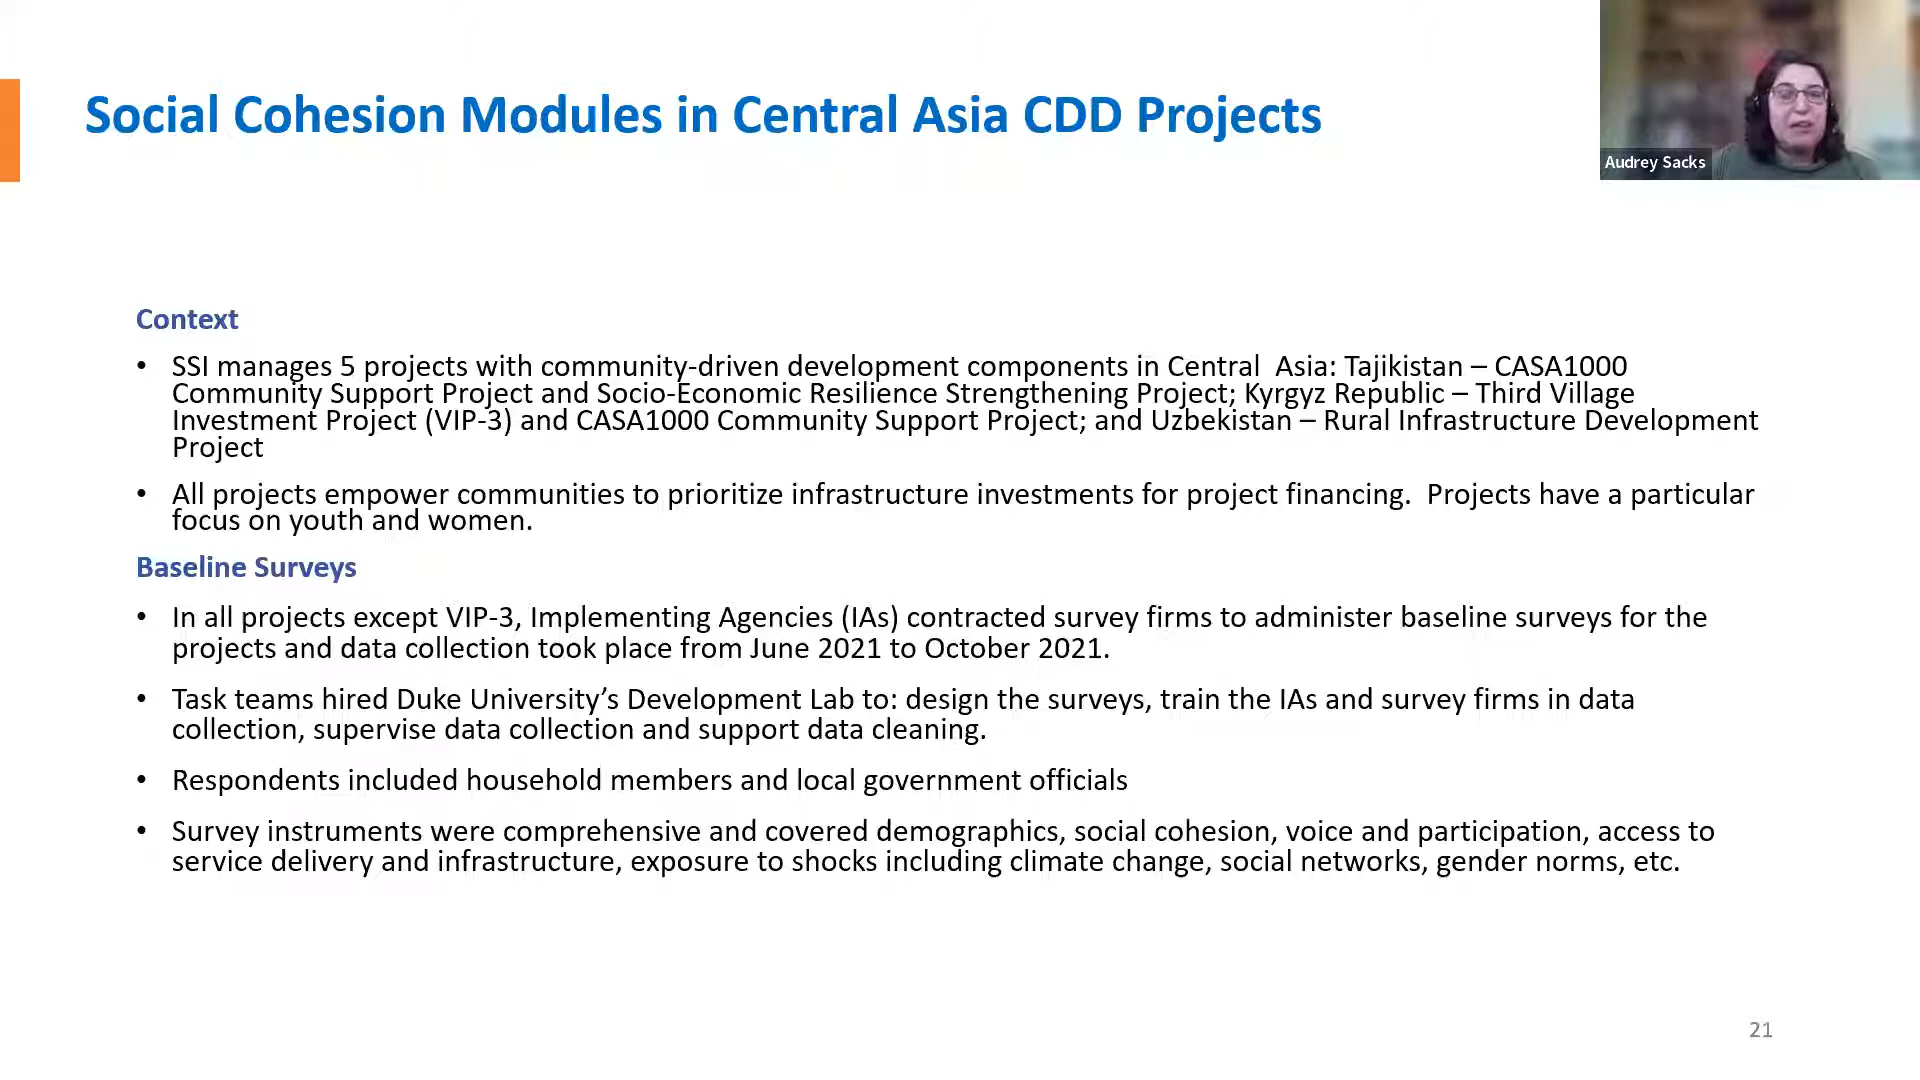 Social Cohesion Modules in Central Asia CDD Projects
Audrey Sacks
Context
• SSI manages 5 projects with community-driven development components in Central  Asia: Tajikistan – CASA1000
Community Support Project and Socio-Economic Resilience Strengthening Project; Kyrgyz Republic – Third Village
Investment Project (VIP-3) and CASA1000 Community Support Project; and Uzbekistan – Rural Infrastructure Development
Project
• All projects empower communities to prioritize infrastructure investments for project financing.  Projects have a particular
focus on youth and women.
Baseline Surveys
• In all projects except VIP-3, Implementing Agencies (IAs) contracted survey firms to administer baseline surveys for the
projects and data collection took place from June 2021 to October 2021.
• Task teams hired Duke University’s Development Lab to: design the surveys, train the IAs and survey firms in data
collection, supervise data collection and support data cleaning.
• Respondents included household members and local government officials
• Survey instruments were comprehensive and covered demographics, social cohesion, voice and participation, access to
service delivery and infrastructure, exposure to shocks including climate change, social networks, gender norms, etc.
21